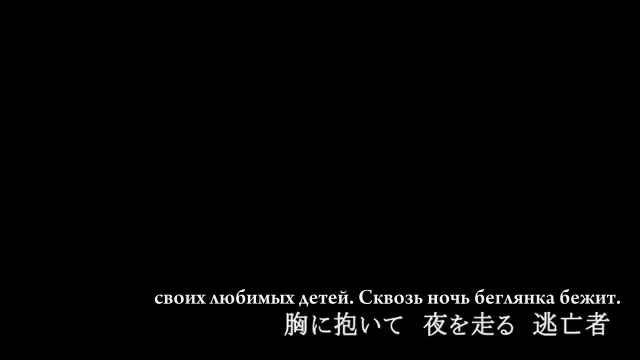 своих любимых детей. Сквозь ночь беглянка бежит.
胸に抱いて 夜を走る 逃亡者